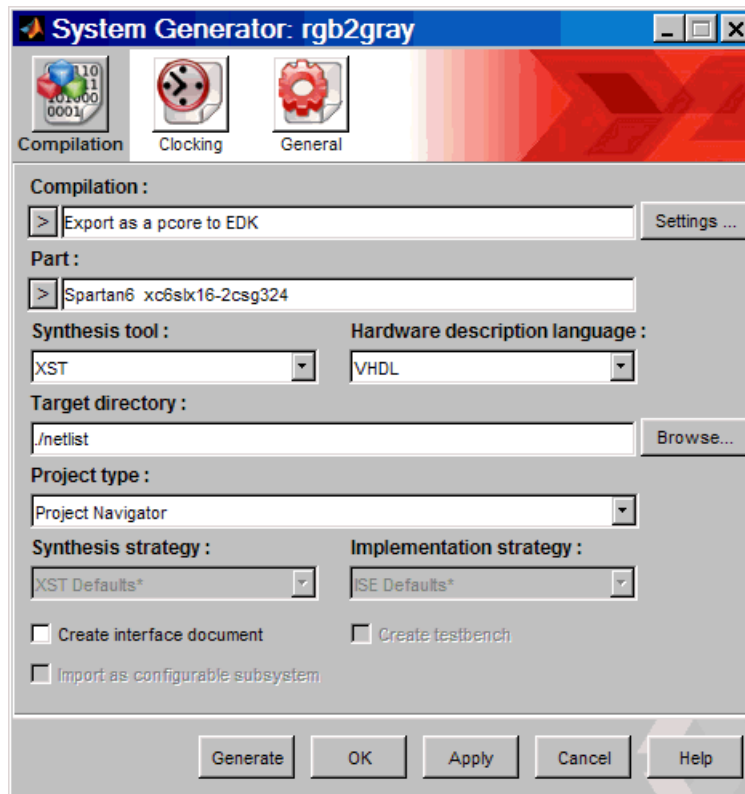 System Generator: rgb2gray
Compilation Clocking General
Compilation :
> Export as a pcore to EDK Settings ...
Part :
> Spartan6 xc6slx16-2csg324
Synthesis tool : Hardware description language :
XST VHDL
Target directory :
./netlist Browse...
Project type :
Project Navigator
Synthesis strategy : Implementation strategy :
XST Defaults* ISE Defaults*
Create interface document Create testbench
Import as configurable subsystem
Generate OK Apply Cancel Help